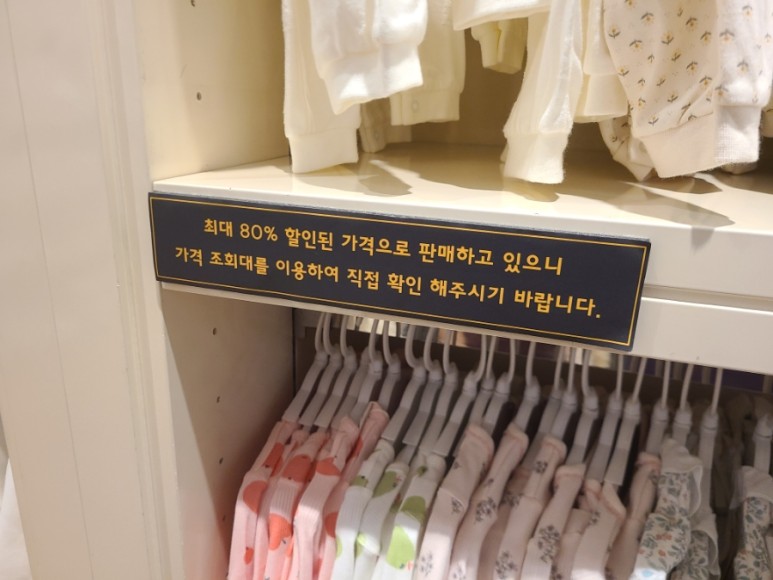 최대 80% 할인된 가격으로 판매하고 있으니
가격 조회대를 이용하여 직접 확인 해주시기 바랍니다.